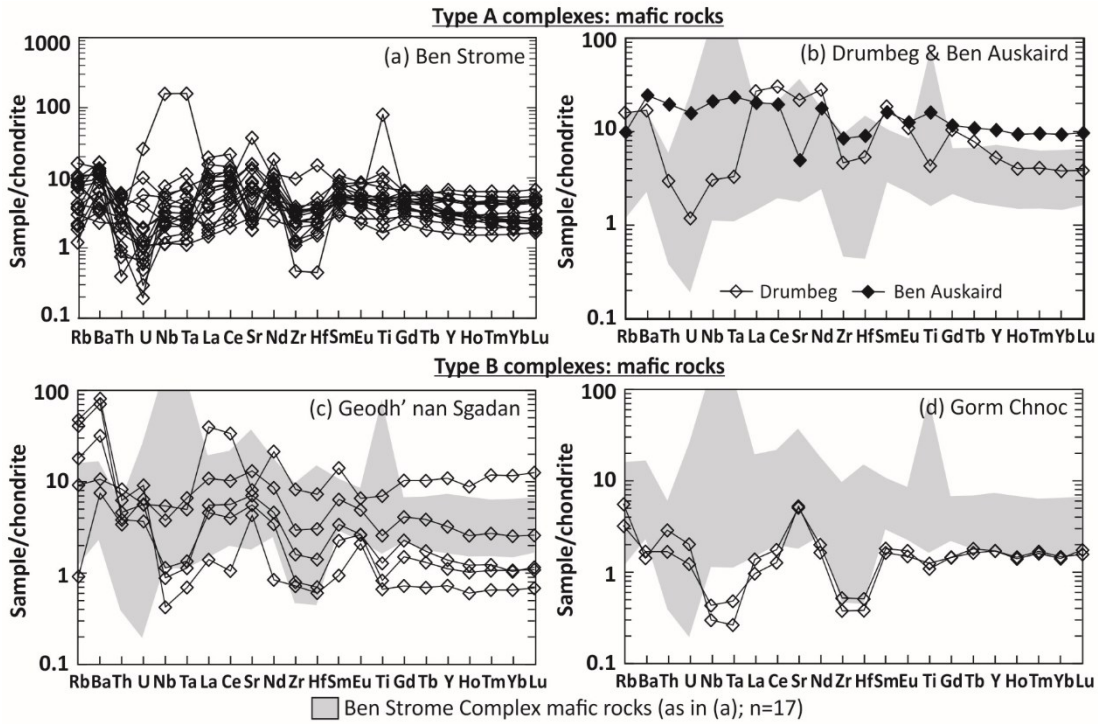 Type A complexes: mafic rocks
1000
100
10
1
0.1
Sample/chondrite
(a) Ben Strome
Rb Ba Th U Nb Ta La Ce Sr Nd Zr Hf Sm Eu Ti Gd Tb Y Ho Tm Yb Lu
100
10
1
0.1
Sample/chondrite
(b) Drumbeg & Ben Auskaird
Drumbeg Ben Auskaird
Rb Ba Th U Nb Ta La Ce Sr Nd Zr Hf Sm Eu Ti Gd Tb Y Ho Tm Yb Lu
Type B complexes: mafic rocks
100
10
1
0.1
Sample/chondrite
(c) Geodh' nan Sgadan
Rb Ba Th U Nb Ta La Ce Sr Nd Zr Hf Sm Eu Ti Gd Tb Y Ho Tm Yb Lu
100
10
1
0.1
Sample/chondrite
(d) Gorm Chnoc
Rb Ba Th U Nb Ta La Ce Sr Nd Zr Hf Sm Eu Ti Gd Tb Y Ho Tm Yb Lu
Ben Strome Complex mafic rocks (as in (a); n=17)